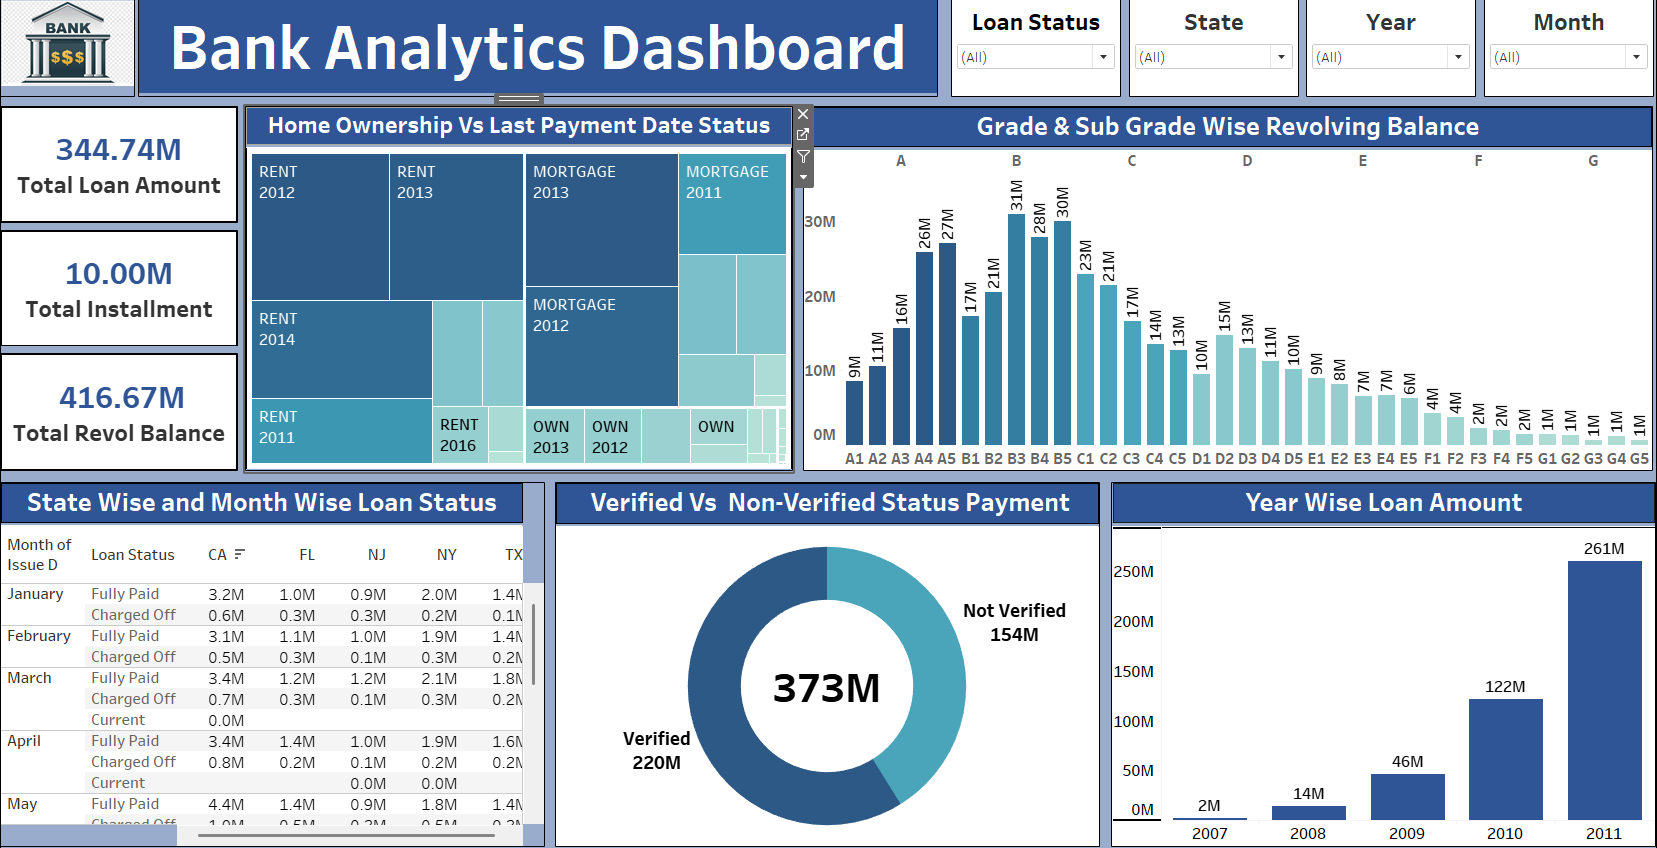 BANK
$$$
Bank Analytics Dashboard
Loan Status
(All)
State
(All)
Year
(All)
Month
(All)
344.74M
Total Loan Amount
10.00M
Total Installment
416.67M
Total Revol Balance
Home Ownership Vs Last Payment Date Status
RENT
2012
RENT
2013
MORTGAGE
2013
MORTGAGE
2011
RENT
2014
MORTGAGE
2012
RENT
2011
RENT
2016
OWN
2013
OWN
2012
OWN
Grade & Sub Grade Wise Revolving Balance
A B C D E F G
30M
20M
10M
0M
9M 11M 16M 26M 27M 17M 21M 31M 28M 30M 23M 21M 17M 14M 13M 10M 15M 13M 11M 10M 9M 8M 7M 7M 6M 4M 4M 2M 2M 2M 1M 1M 1M 1M 1M
A1 A2 A3 A4 A5 B1 B2 B3 B4 B5 C1 C2 C3 C4 C5 D1 D2 D3 D4 D5 E1 E2 E3 E4 E5 F1 F2 F3 F4 F5 G1 G2 G3 G4 G5
State Wise and Month Wise Loan Status
Month of
Issue D
Loan Status CA FL NJ NY TX
January Fully Paid 3.2M 1.0M 0.9M 2.0M 1.4M
Charged Off 0.6M 0.3M 0.3M 0.2M 0.1M
February Fully Paid 3.1M 1.1M 1.0M 1.9M 1.4M
Charged Off 0.5M 0.3M 0.1M 0.3M 0.2M
March Fully Paid 3.4M 1.2M 1.2M 2.1M 1.8M
Charged Off 0.7M 0.3M 0.1M 0.3M 0.2M
Current 0.0M
April Fully Paid 3.4M 1.4M 1.0M 1.9M 1.6M
Charged Off 0.8M 0.2M 0.1M 0.2M 0.2M
Current 0.0M 0.0M
May Fully Paid 4.4M 1.4M 0.9M 1.8M 1.4M
Charged Off
Verified Vs  Non-Verified Status Payment
Not Verified
154M
373M
Verified
220M
Year Wise Loan Amount
250M
200M
150M
100M
50M
0M
2M
14M
46M
122M
261M
2007 2008 2009 2010 2011